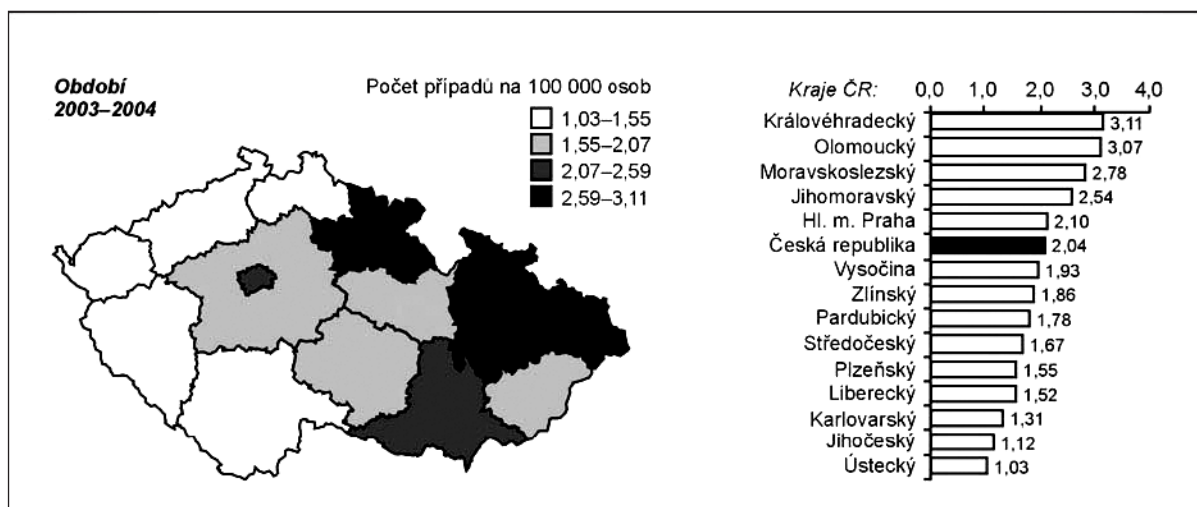 Období
2003–2004
Počet případů na 100 000 osob
1,03–1,55
1,55–2,07
2,07–2,59
2,59–3,11
Kraje ČR: 0,0 1,0 2,0 3,0 4,0
Královéhradecký 3,11
Olomoucký 3,07
Moravskoslezský 2,78
Jihomoravský 2,54
Hl. m. Praha 2,10
Česká republika 2,04
Vysočina 1,93
Zlínský 1,86
Pardubický 1,78
Středočeský 1,67
Plzeňský 1,55
Liberecký 1,52
Karlovarský 1,31
Jihočeský 1,12
Ústecký 1,03